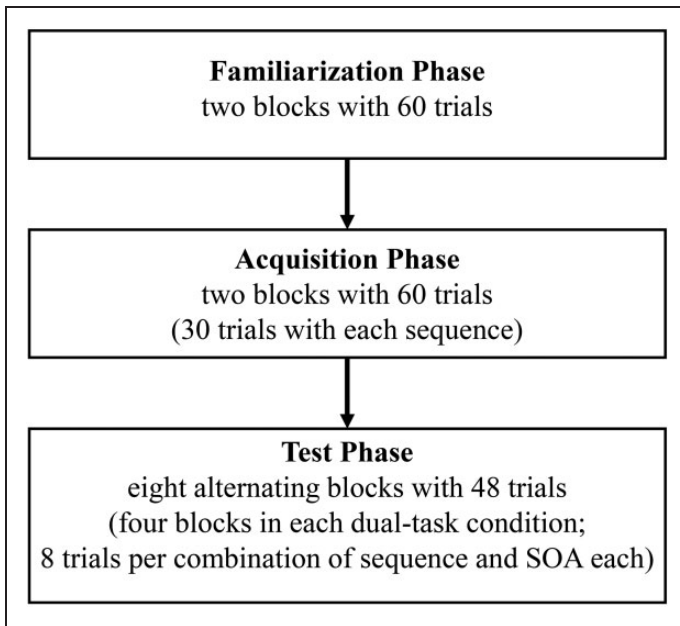 Familiarization Phase
two blocks with 60 trials
Acquisition Phase
two blocks with 60 trials
(30 trials with each sequence)
Test Phase
eight alternating blocks with 48 trials
(four blocks in each dual-task condition;
8 trials per combination of sequence and SOA each)